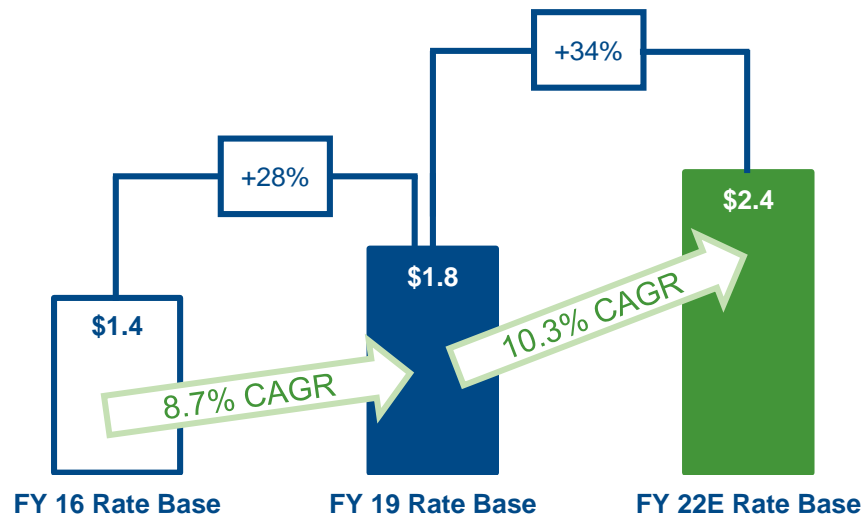 +34%
+28%
$2.4
$1.8
$1.4
10.3% CAGR
8.7% CAGR
FY 16 Rate Base
FY 19 Rate Base
FY 22E Rate Base